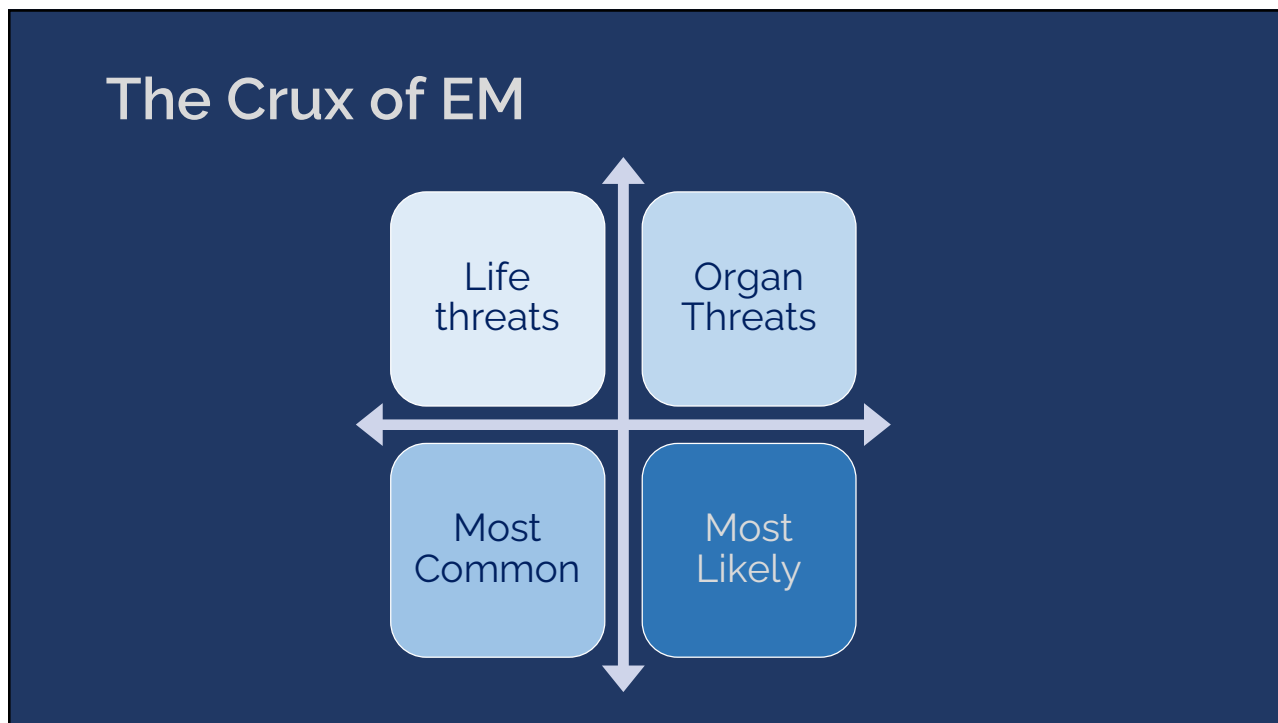 The Crux of EM
Life
threats
Organ
Threats
Most
Common
Most
Likely